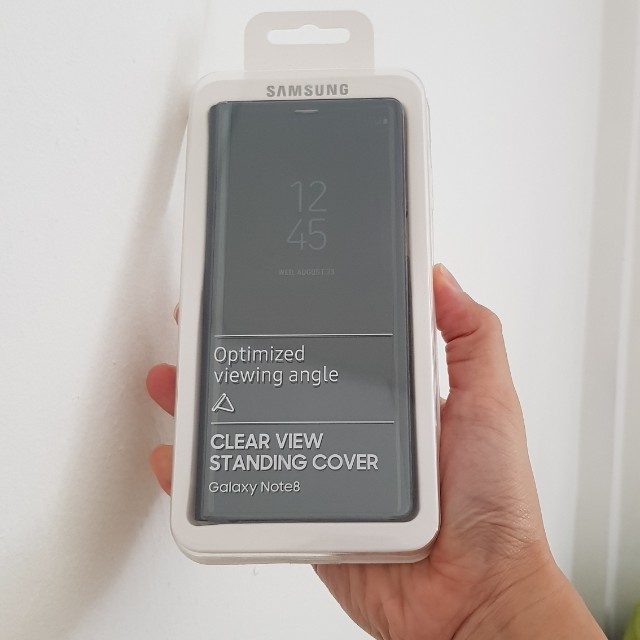 SAMSUNG
12
45
Optimized
viewing angle
CLEAR VIEW
STANDING COVER
Galaxy Note8